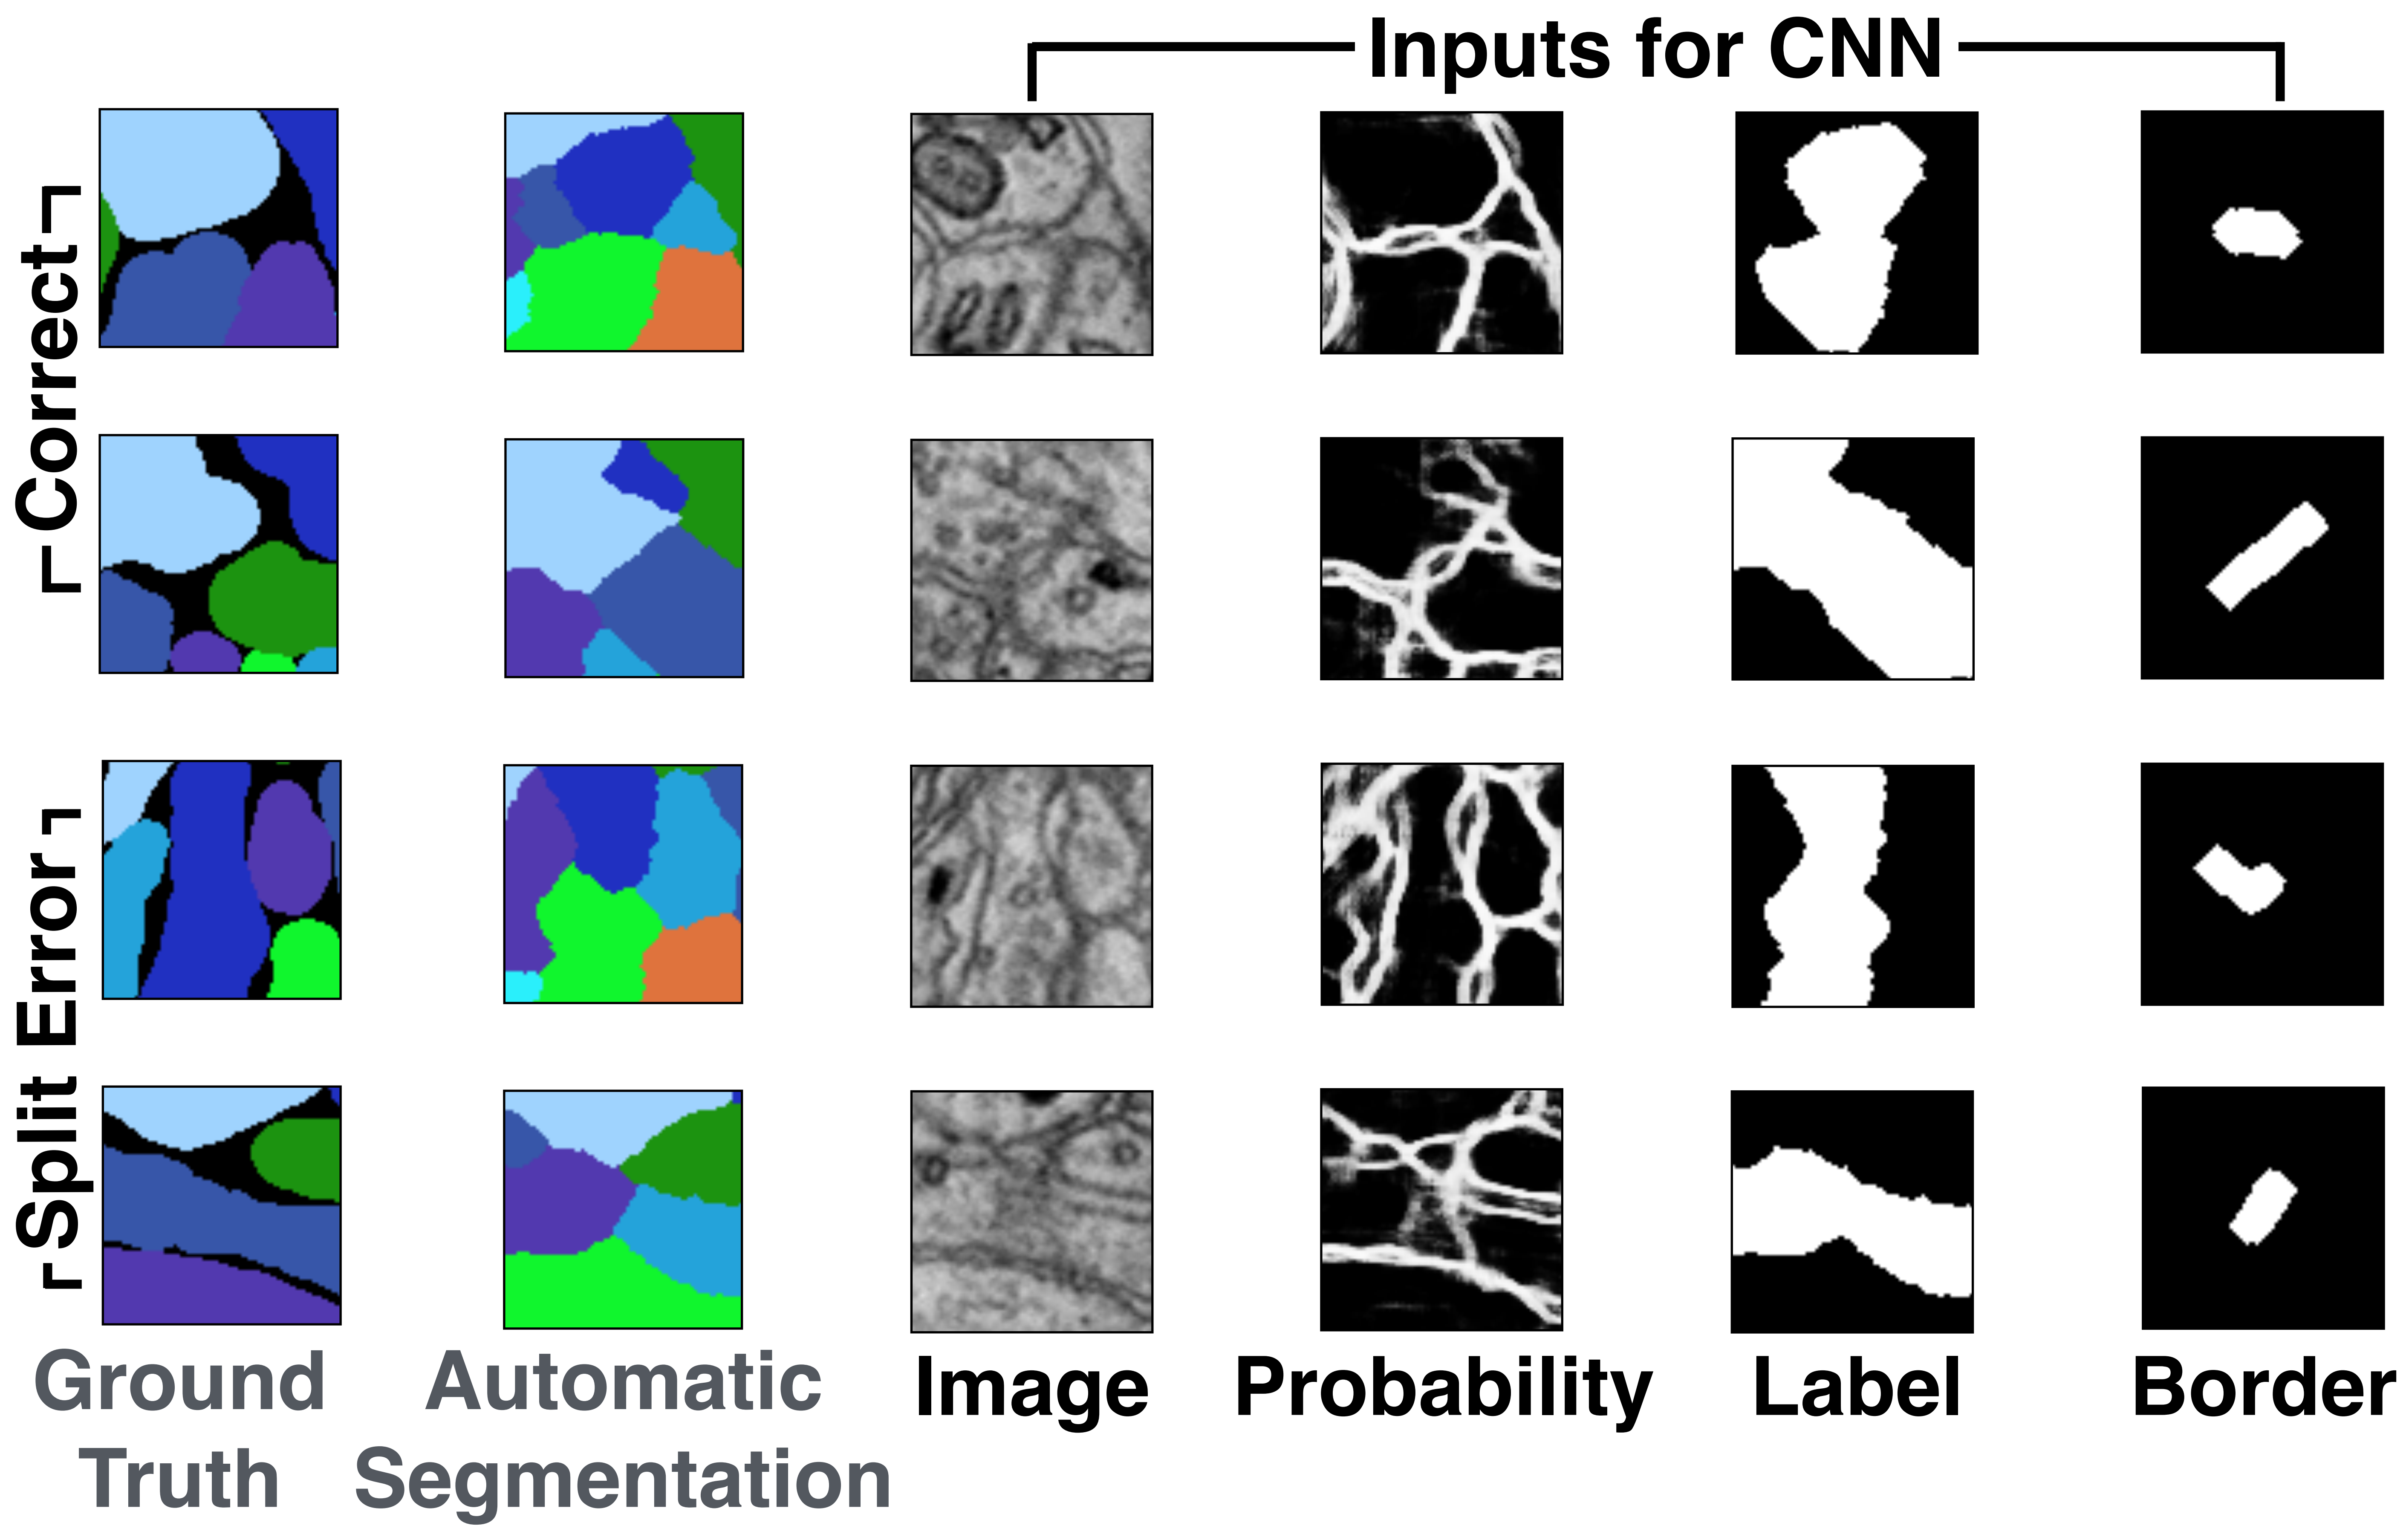 Inputs for CNN
Correct
Split Error
Ground
Truth
Automatic
Segmentation
Image
Probability
Label
Border